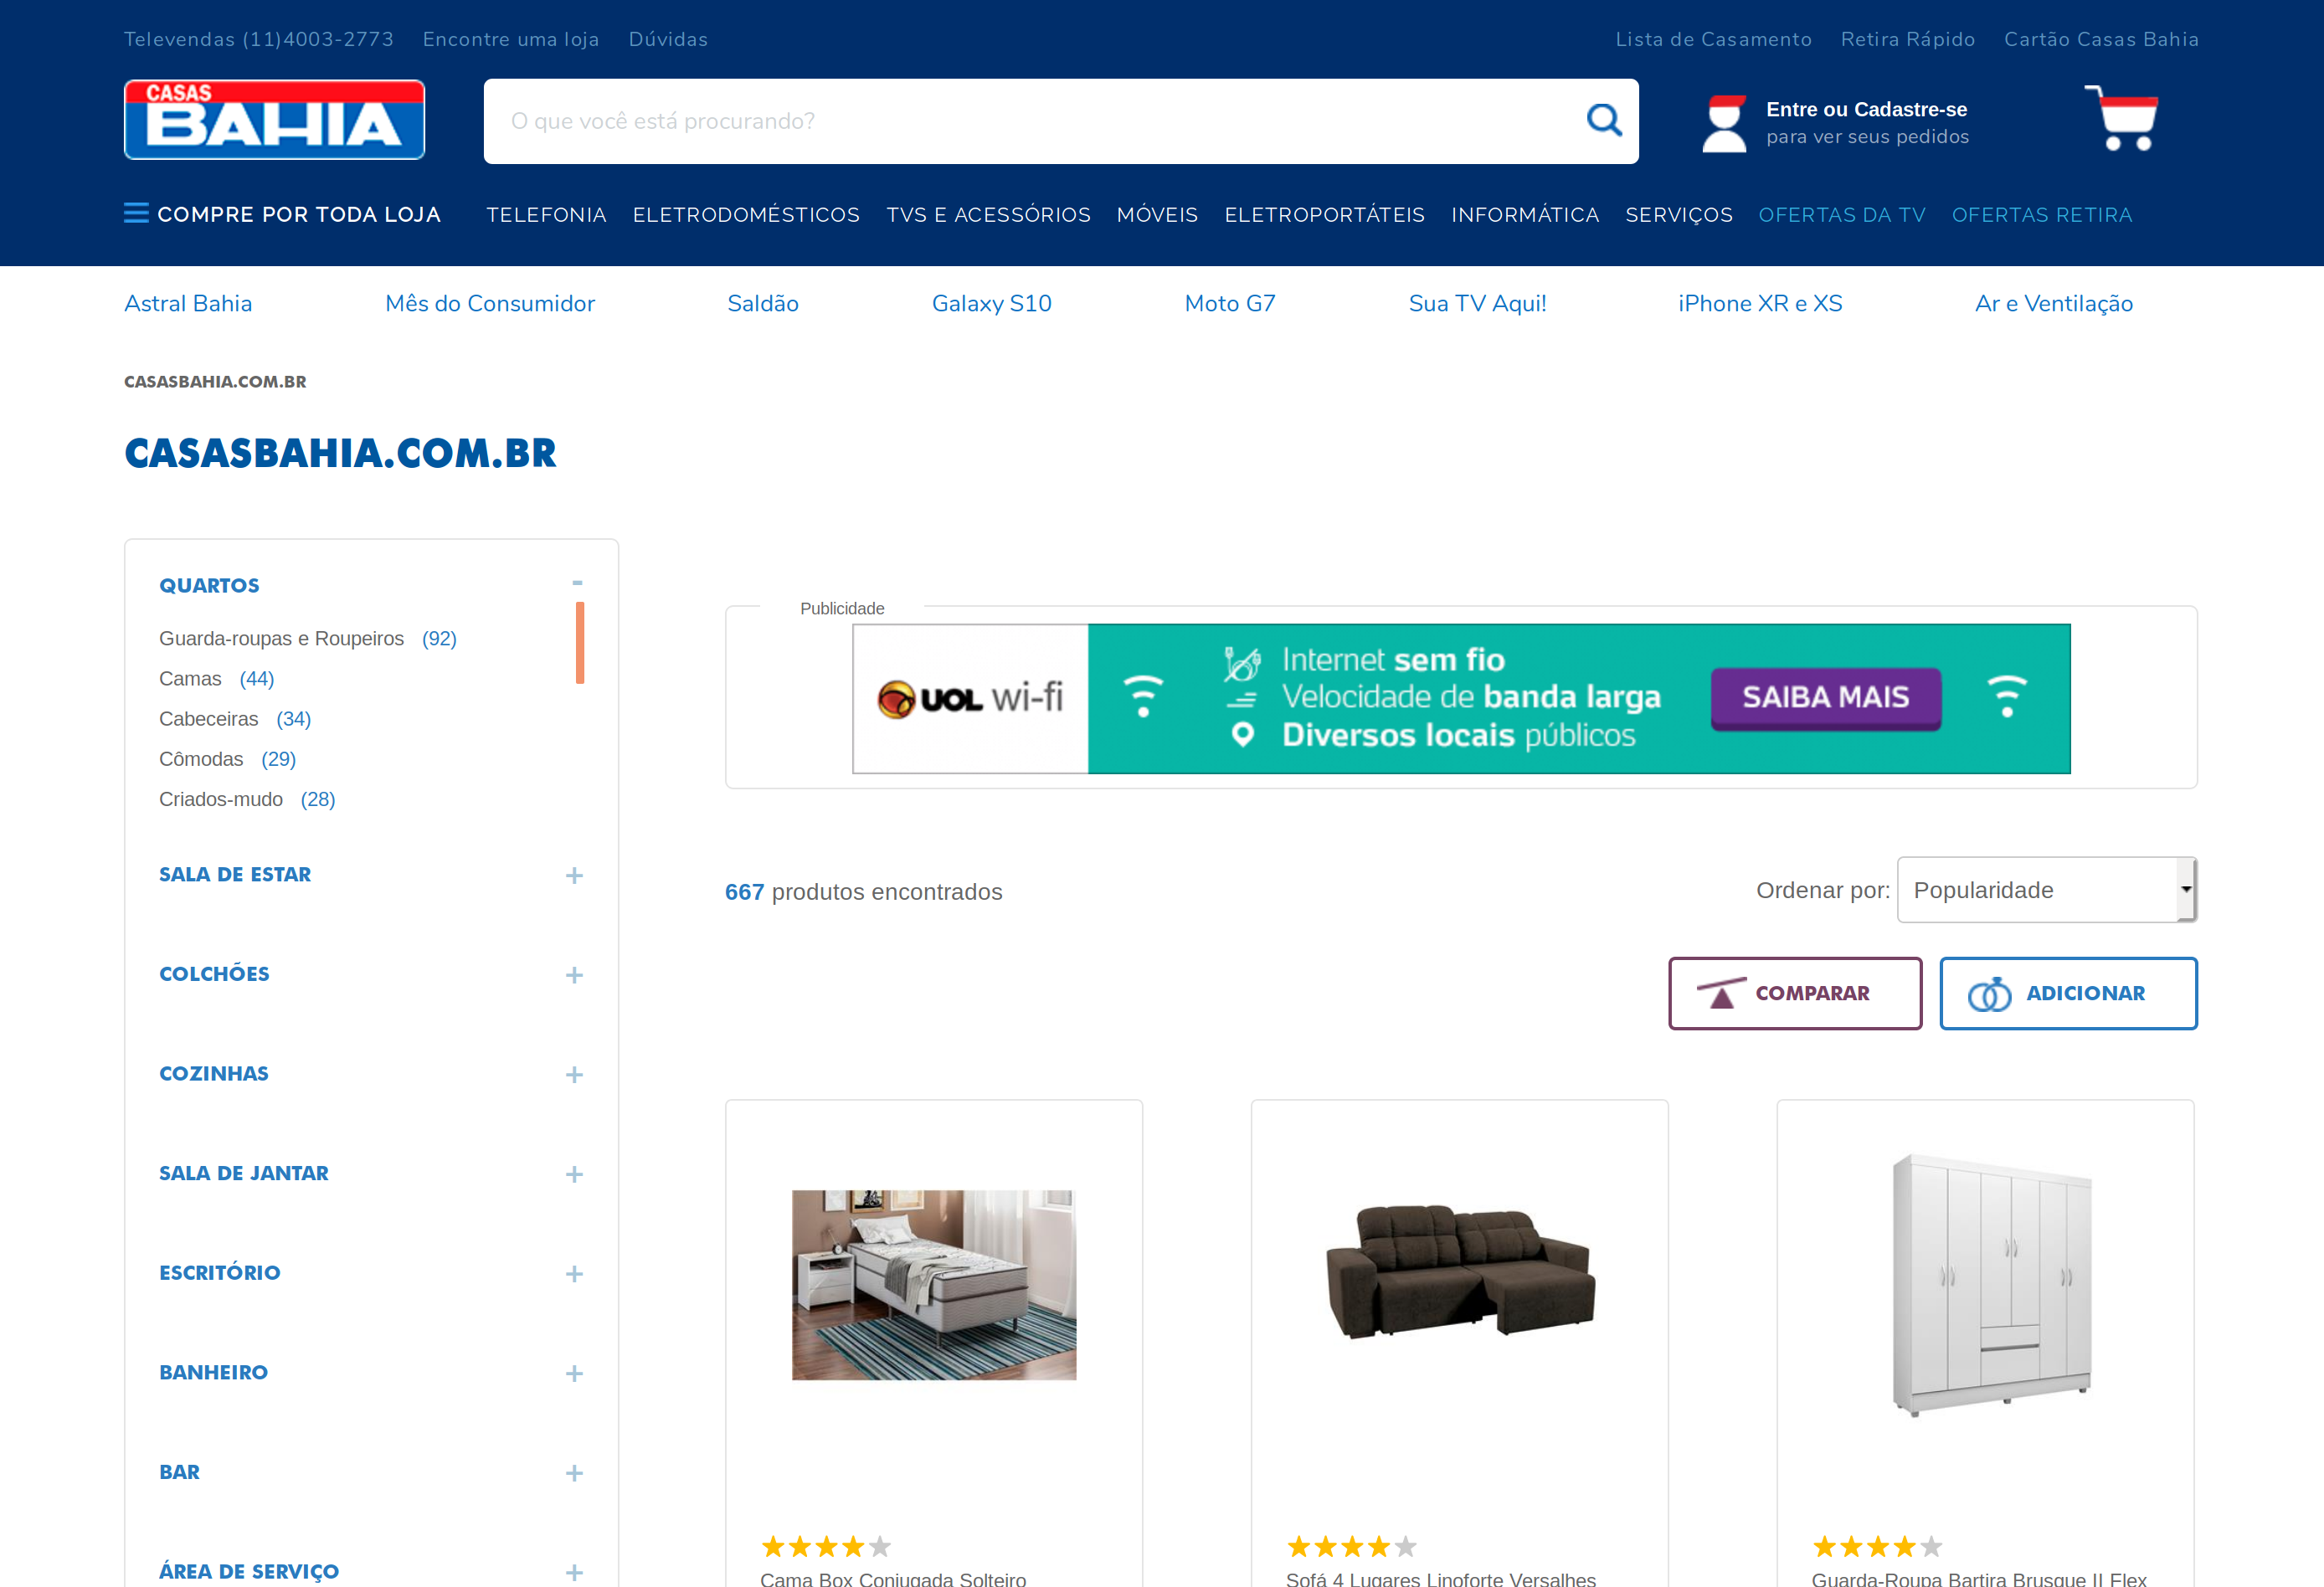 Televendas (11)4003-2773 Encontre uma loja Dúvidas Lista de Casamento Retira Rápido Cartão Casas Bahia
CASAS
BAHIA
O que você está procurando?
Entre ou Cadastre-se
para ver seus pedidos
COMPRE POR TODA LOJA TELEFONIA ELETRODOMÉSTICOS TVS E ACESSÓRIOS MÓVEIS ELETROPORTÁTEIS INFORMÁTICA SERVIÇOS OFERTAS DA TV OFERTAS RETIRA
Astral Bahia Mês do Consumidor Saldão Galaxy S10 Moto G7 Sua TV Aqui! iPhone XR e XS Ar e Ventilação
CASASBAHIA.COM.BR
CASASBAHIA.COM.BR
QUARTOS -
Guarda-roupas e Roupeiros (92)
Camas (44)
Cabeceiras (34)
Cômodas (29)
Criados-mudo (28)
SALA DE ESTAR +
COLCHÕES +
COZINHAS +
SALA DE JANTAR +
ESCRITÓRIO +
BANHEIRO +
BAR +
ÁREA DE SERVIÇO +
Publicidade
UOL wi-fi
Internet sem fio
Velocidade de banda larga
Diversos locais públicos
SAIBA MAIS
667 produtos encontrados
Ordenar por: Popularidade
COMPARAR
ADICIONAR
Cama Box Conjugada Solteiro
Sofá 4 Lugares Linoforte Versalhes
Guarda-Roupa Bartira Brusque II Flex